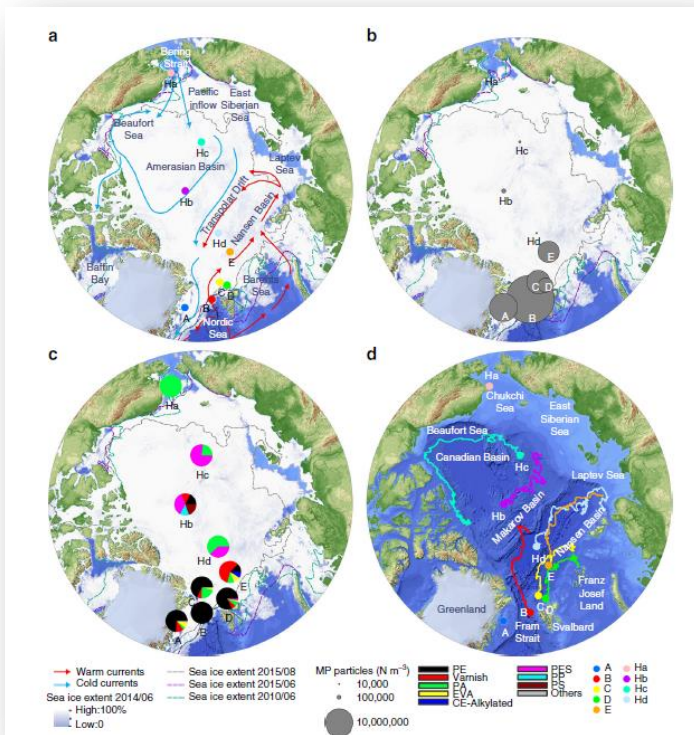 a
Bering
Strait
Ha
Pacific
inflow
East
Siberian
Sea
Beaufort
Sea
Hc
Amerasian Basin
Laptev
Sea
Hb
Transpolar Drift
Nansen Basin
Baffin
Bay
Hd
E
C
D
Barents
Sea
A
B
Nordic
Sea
b
Ha
Hc
Hb
Hd
E
C
D
A
B
c
Ha
Hc
Hb
Hd
E
C
D
A
B
d
Ha
Chukchi
Sea
East
Siberian
Sea
Beaufort Sea
Canadian Basin
Hc
Laptev Sea
Hb
Makarov Basin
Nansen Basin
Hd
E
Franz
Josef
Land
Greenland
C
D
B
A
Fram
Strait
Svalbard
Warm currents
Cold currents
Sea ice extent 2014/06
High:100%
Low:0
Sea ice extent 2015/08
Sea ice extent 2015/06
Sea ice extent 2010/06
MP particles (N m⁻³)
10,000
100,000
10,000,000
PE
Varnish
PA
EVA
CE-Alkylated
PES
PP
PS
Others
A
B
C
D
E
Ha
Hb
Hc
Hd